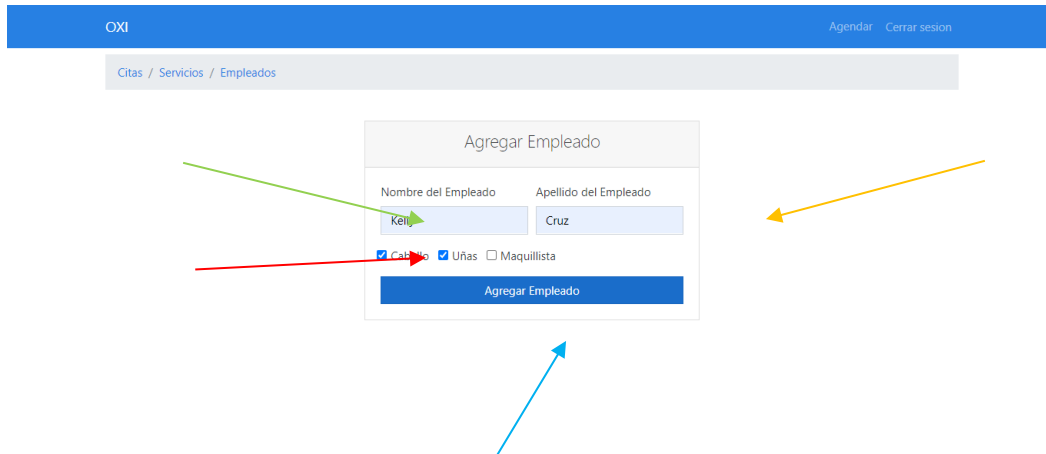 OXI Agendar Cerrar sesion
Citas / Servicios / Empleados
Agregar Empleado
Nombre del Empleado Apellido del Empleado
Cruz
Uñas Maquillista
Agregar Empleado